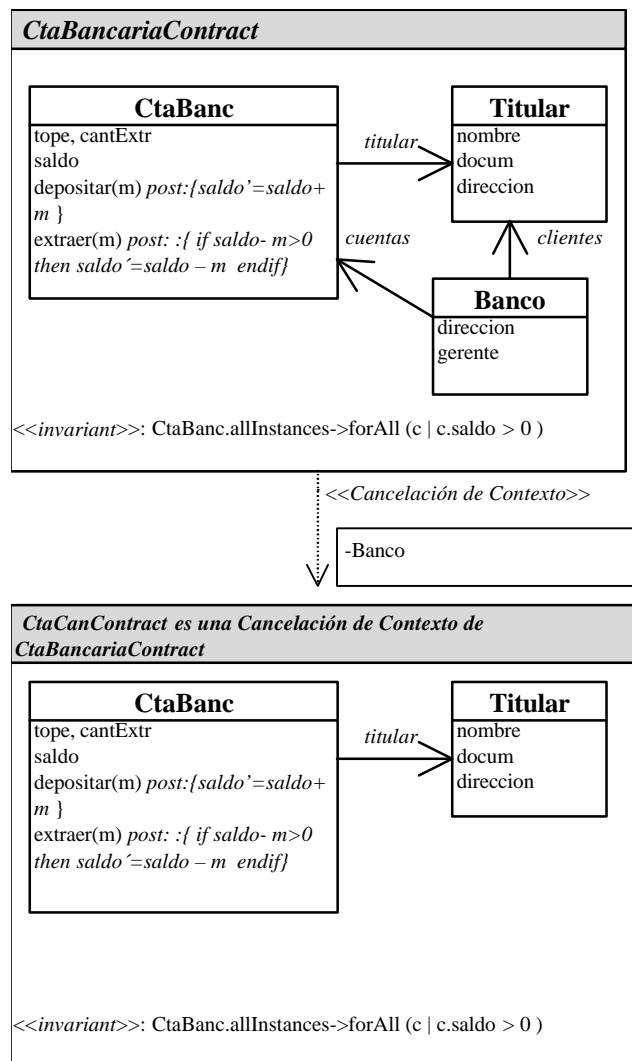 CtaBancariaContract
CtaBanc
tope, cantExtr
saldo
depositar(m) post:{saldo’=saldo+
m }
extraer(m) post: :{ if saldo- m>0
then saldo´=saldo – m endif}
titular
Titular
nombre
docum
direccion
cuentas
clientes
Banco
direccion
gerente
<<invariant>>: CtaBanc.allInstances->forAll (c | c.saldo > 0 )
<<Cancelación de Contexto>>
-Banco
CtaCanContract es una Cancelación de Contexto de
CtaBancariaContract
CtaBanc
tope, cantExtr
saldo
depositar(m) post:{saldo’=saldo+
m }
extraer(m) post: :{ if saldo- m>0
then saldo´=saldo – m endif}
titular
Titular
nombre
docum
direccion
<<invariant>>: CtaBanc.allInstances->forAll (c | c.saldo > 0 )